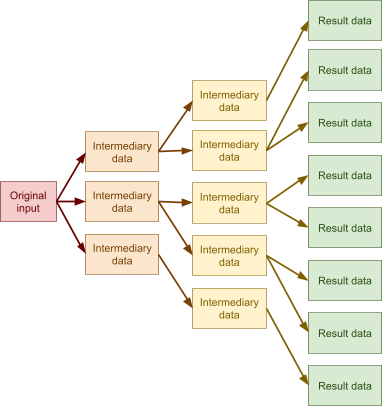 Original
input
Intermediary
data
Intermediary
data
Intermediary
data
Intermediary
data
Intermediary
data
Intermediary
data
Intermediary
data
Intermediary
data
Result data
Result data
Result data
Result data
Result data
Result data
Result data
Result data